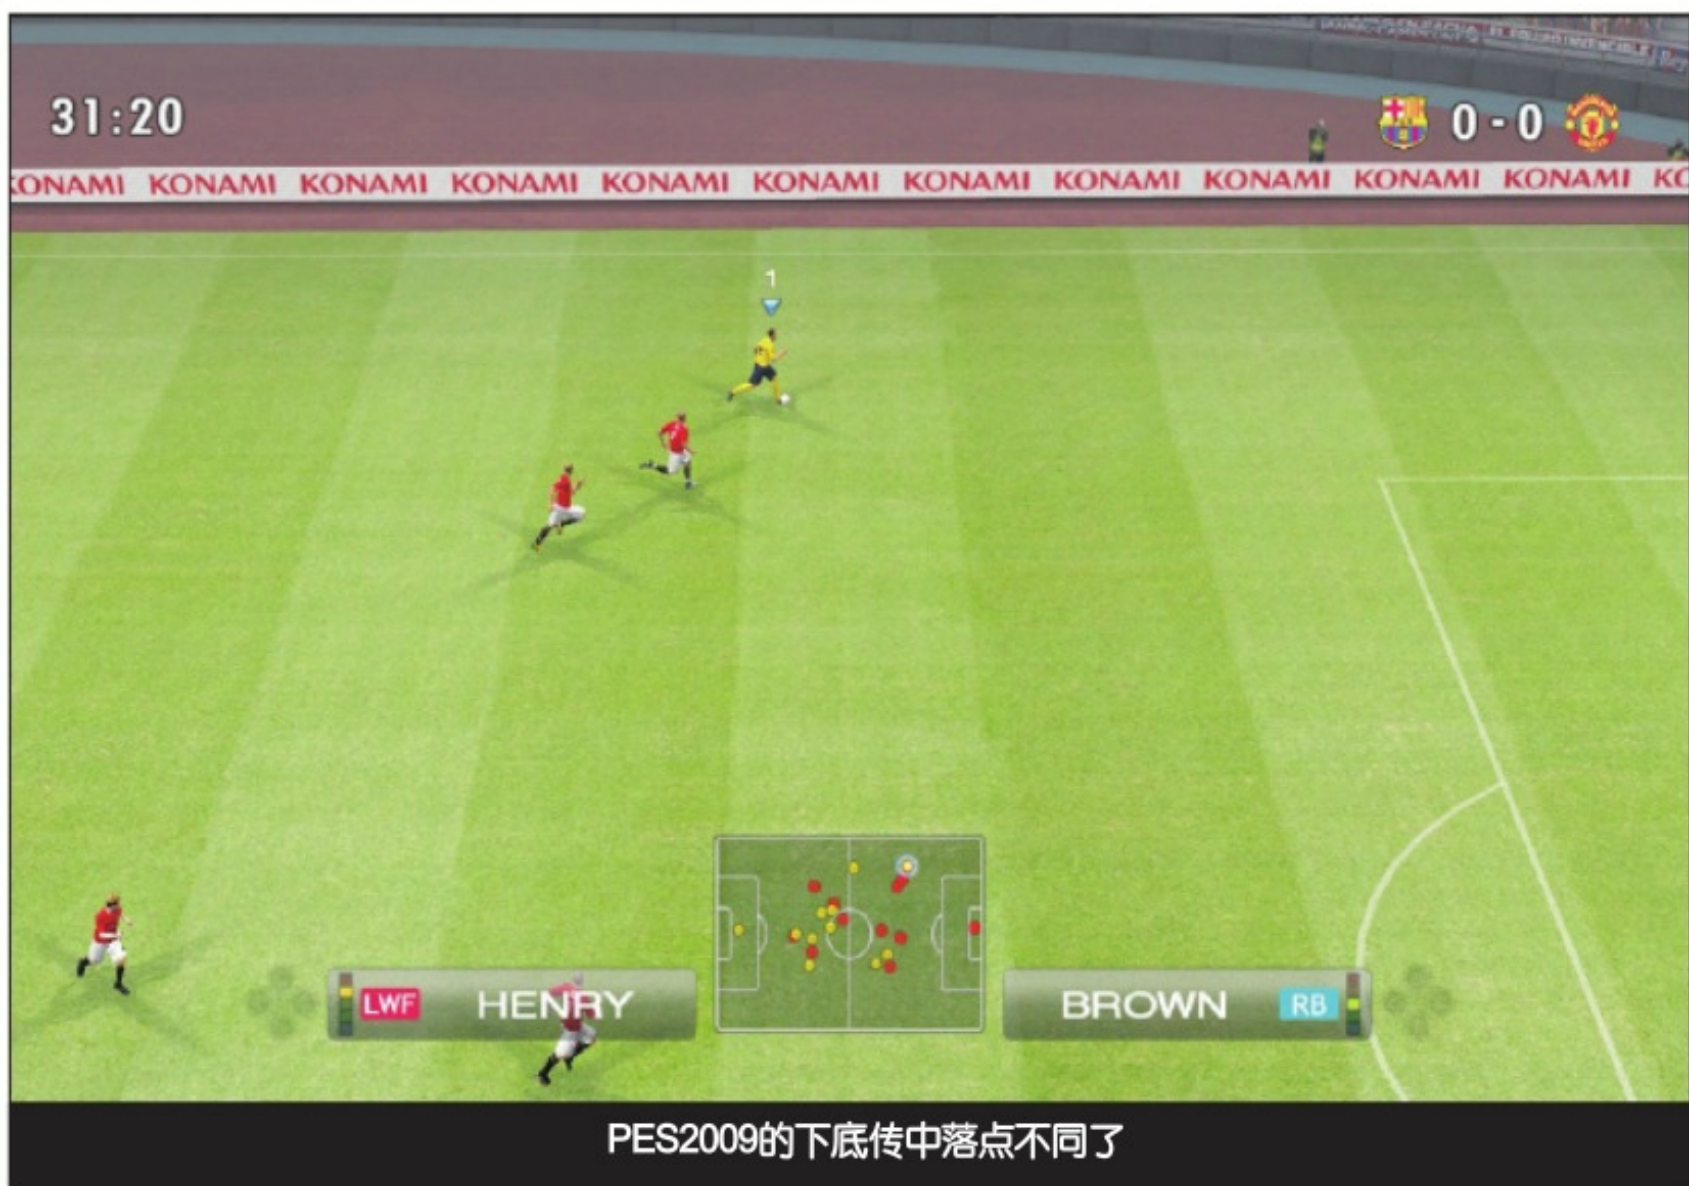 31:20
0 - 0
KONAMI KONAMI KONAMI KONAMI KONAMI KONAMI KONAMI KONAMI KONAMI KONAMI
1
LWF HENRY
BROWN RB
PES2009的下底传中落点不同了